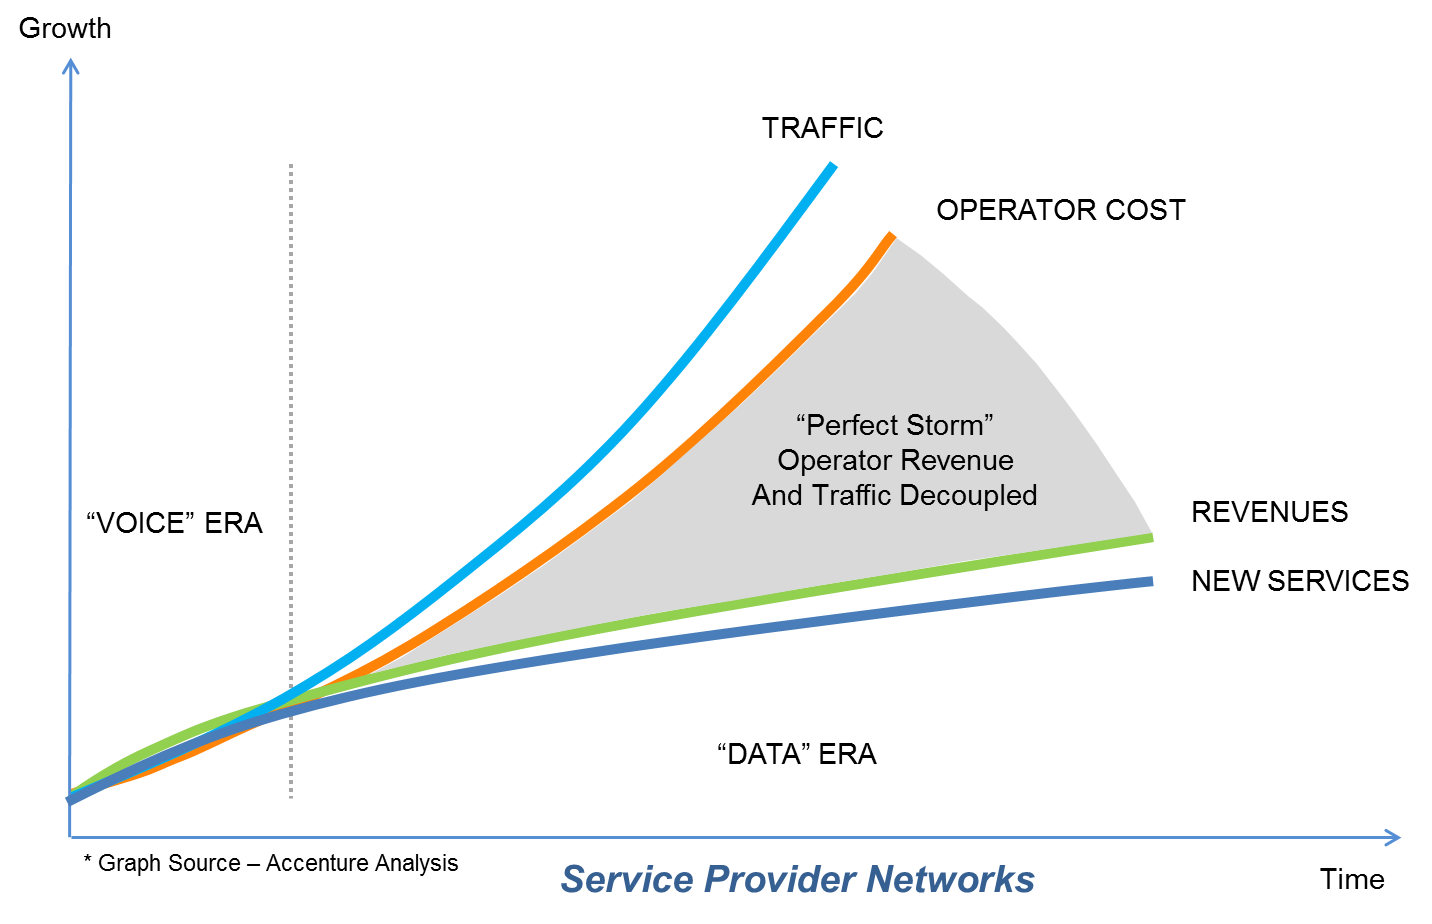 Growth
TRAFFIC
OPERATOR COST
“Perfect Storm”
Operator Revenue
And Traffic Decoupled
“VOICE” ERA
REVENUES
NEW SERVICES
“DATA” ERA
* Graph Source – Accenture Analysis
Service Provider Networks
Time